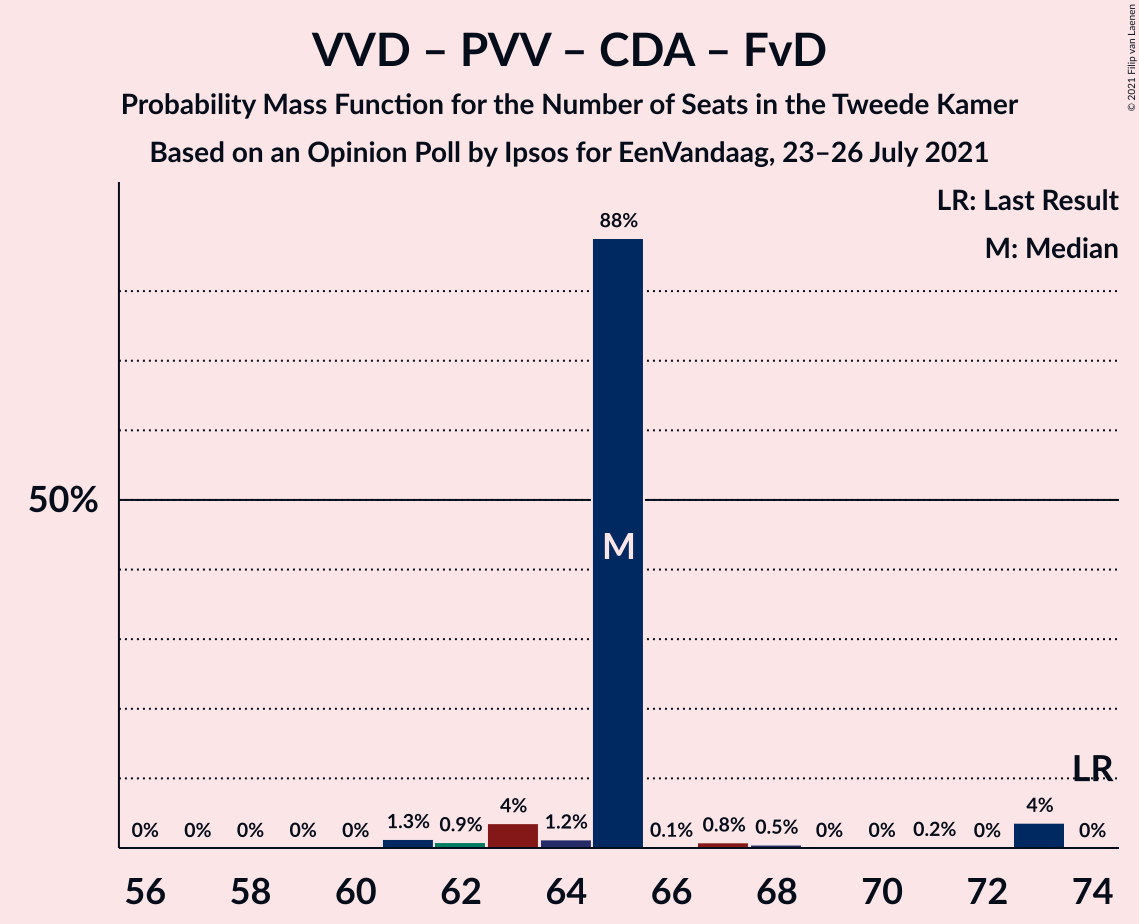 VVD – PVV – CDA – FvD
Probability Mass Function for the Number of Seats in the Tweede Kamer
Based on an Opinion Poll by Ipsos for EenVandaag, 23–26 July 2021
© 2021 Filip van Laenen
LR: Last Result
M: Median
88%
50%
M
LR
0% 0% 0% 0% 0% 1.3% 0.9% 4% 1.2% 0.1% 0.8% 0.5% 0% 0% 0.2% 0% 4% 0%
56 58 60 62 64 66 68 70 72 74